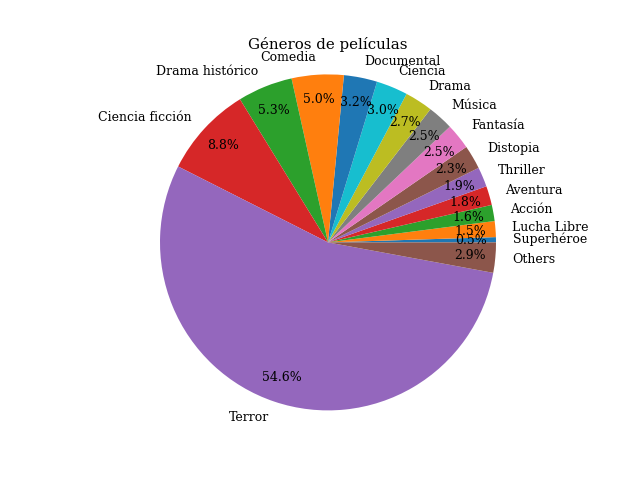 Géneros de películas
Comedia
Documental
Drama histórico
Ciencia
Drama
Ciencia ficción
Música
Fantasía
Distopia
Thriller
Aventura
Acción
Lucha Libre
Superhéroe
Others
Terror
5.0%
3.2%
5.3%
3.0%
2.7%
8.8%
2.5%
2.5%
2.3%
1.9%
1.8%
1.6%
1.5%
0.5%
2.9%
54.6%